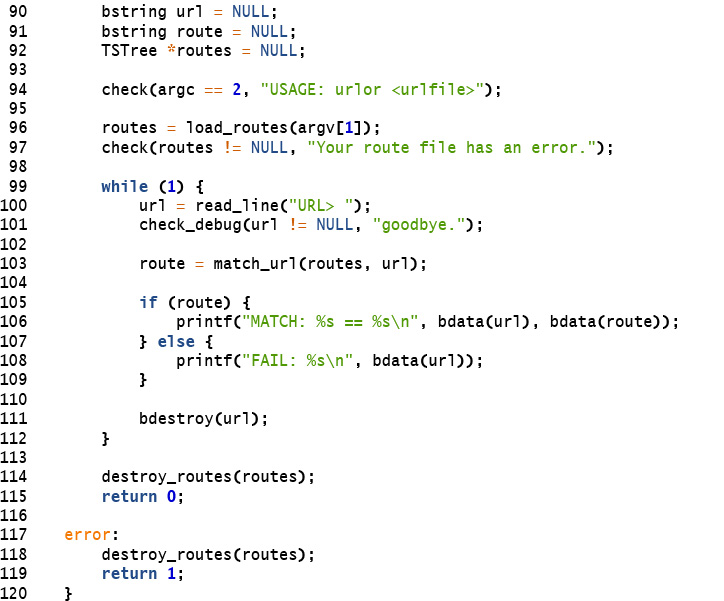 90        bstring url = NULL;
91        bstring route = NULL;
92        TSTree *routes = NULL;
93
94        check(argc == 2, "USAGE: urlor <urlfile>");
95
96        routes = load_routes(argv[1]);
97        check(routes != NULL, "Your route file has an error.");
98
99        while (1) {
100            url = read_line("URL> ");
101            check_debug(url != NULL, "goodbye.");
102
103            route = match_url(routes, url);
104
105            if (route) {
106                printf("MATCH: %s == %s\n", bdata(url), bdata(route));
107            } else {
108                printf("FAIL: %s\n", bdata(url));
109            }
110
111            bdestroy(url);
112        }
113
114        destroy_routes(routes);
115        return 0;
116
117    error:
118        destroy_routes(routes);
119        return 1;
120    }